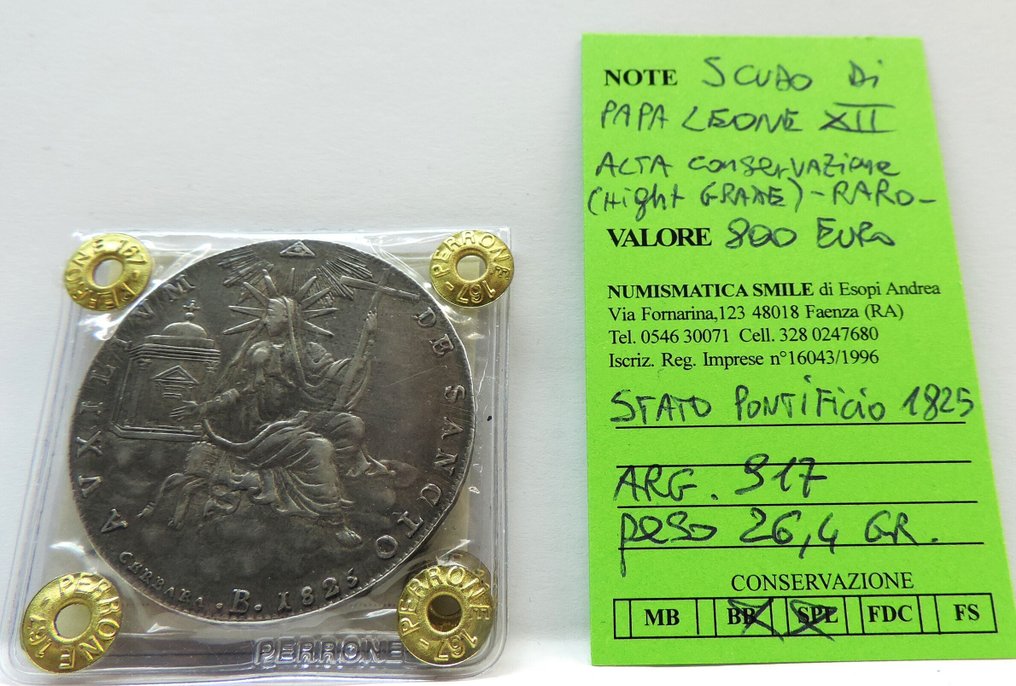 NOTE SCUDO Di
PAPA LEONE XII
ALTA conservazione
(Hight GRADE) - RARO -
VALORE 800 EURO
NUMISMATICA SMILE di Esopi Andrea
Via Fornarina,123 48018 Faenza (RA)
Tel. 0546 30071 Cell. 328 0247680
Iscriz. Reg. Imprese n°16043/1996
STATO PONTiFicio 1825
ARG. 917
peso 26,4 GR.
CONSERVAZIONE
MB BB SPL FDC FS
AVXILIVM DE SANCTO
CERBARA . B . 1825
PERRONE 167
PERRONE - 167
PERRONE 167
PERRONE - 167
PERRONE